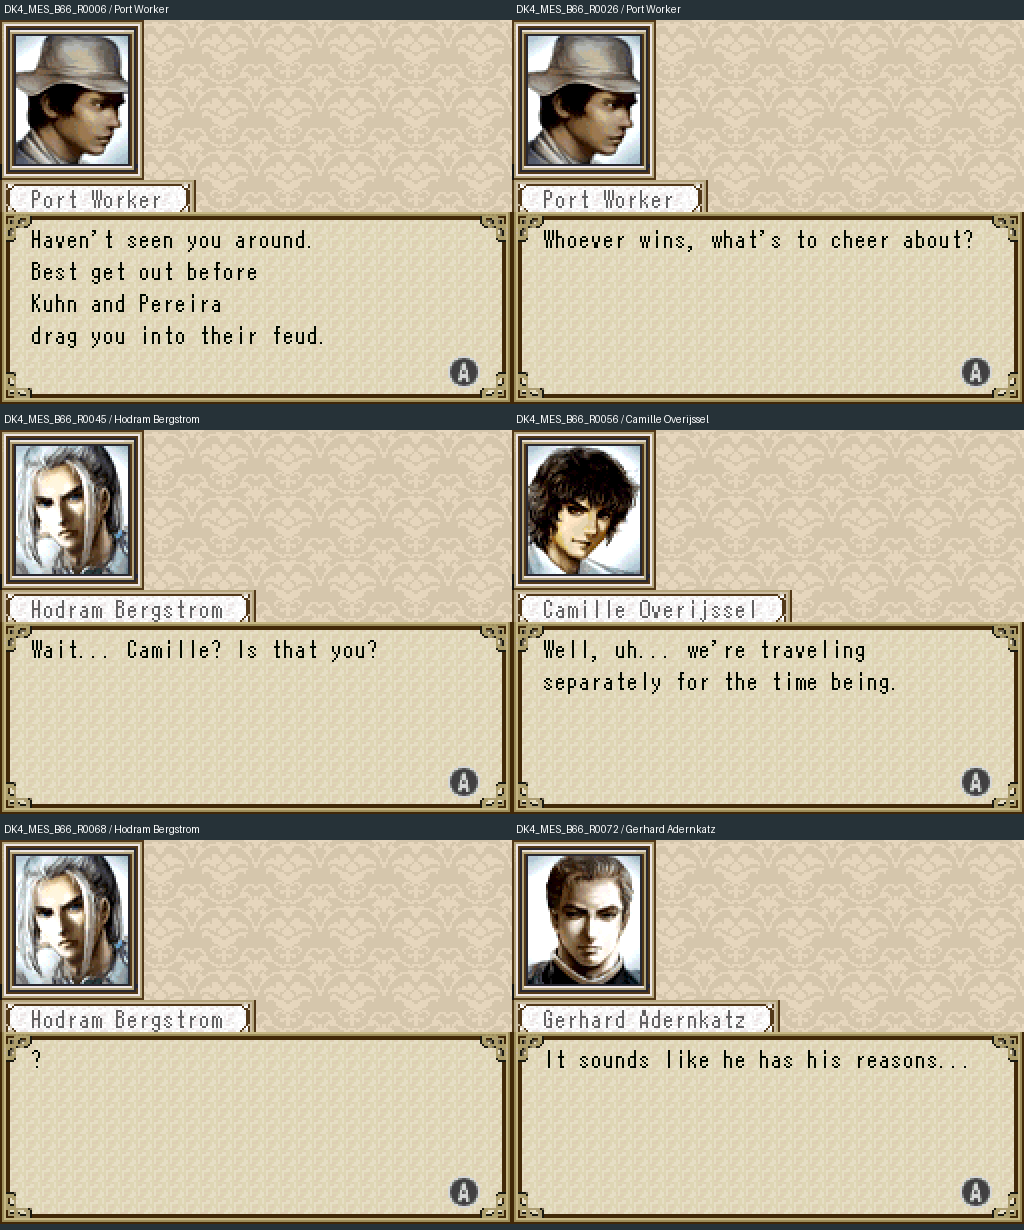 DK4_MES_B66_R0006 / Port Worker
Port Worker
Haven't seen you around.
Best get out before
Kuhn and Pereira
drag you into their feud.
A
DK4_MES_B66_R0026 / Port Worker
Port Worker
Whoever wins, what's to cheer about?
A
DK4_MES_B66_R0045 / Hodram Bergstrom
Hodram Bergstrom
Wait... Camille? Is that you?
A
DK4_MES_B66_R0056 / Camille Overijssel
Camille Overijssel
Well, uh... we're traveling
separately for the time being.
A
DK4_MES_B66_R0068 / Hodram Bergstrom
Hodram Bergstrom
?
A
DK4_MES_B66_R0072 / Gerhard Adernkatz
Gerhard Adernkatz
It sounds like he has his reasons...
A